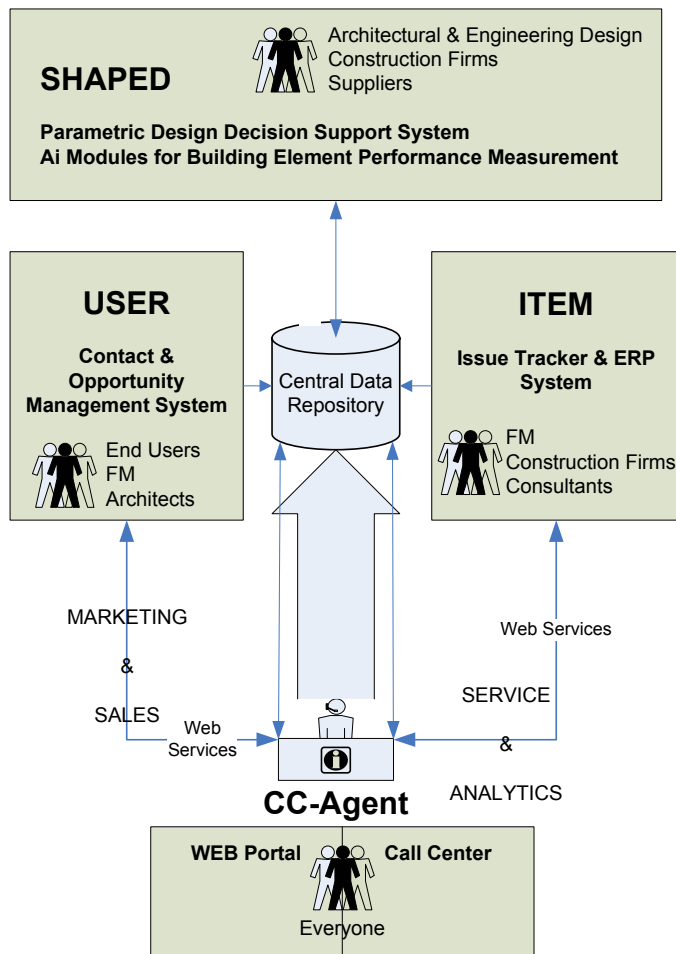 Architectural & Engineering Design
Construction Firms
Suppliers
SHAPED
Parametric Design Decision Support System
Ai Modules for Building Element Performance Measurement
USER
Contact &
Opportunity
Management System
End Users
FM
Architects
Central Data
Repository
ITEM
Issue Tracker & ERP
System
FM
Construction Firms
Consultants
MARKETING
&
SALES
Web
Services
Web Services
SERVICE
&
ANALYTICS
i
CC-Agent
WEB Portal
Call Center
Everyone